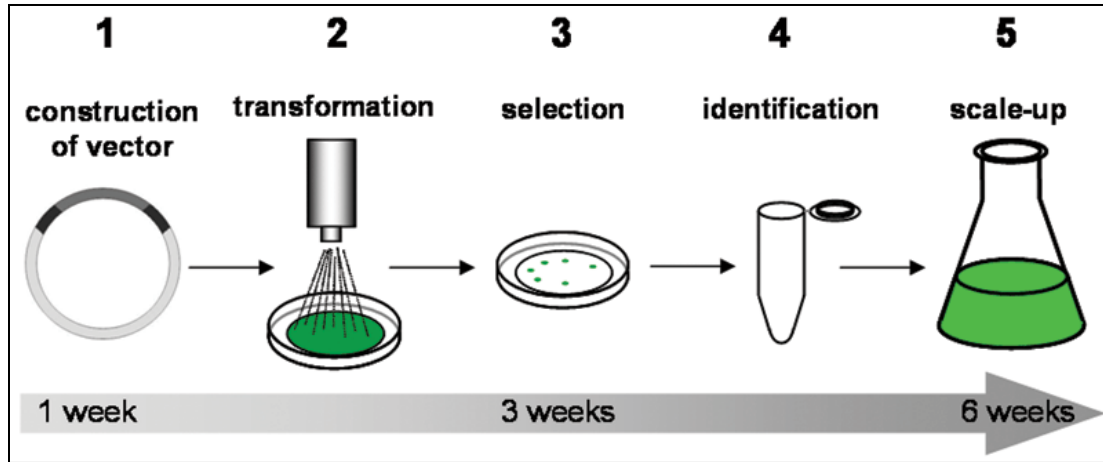 1
2
3
4
5
construction
of vector
transformation
selection
identification
scale-up
1 week
3 weeks
6 weeks